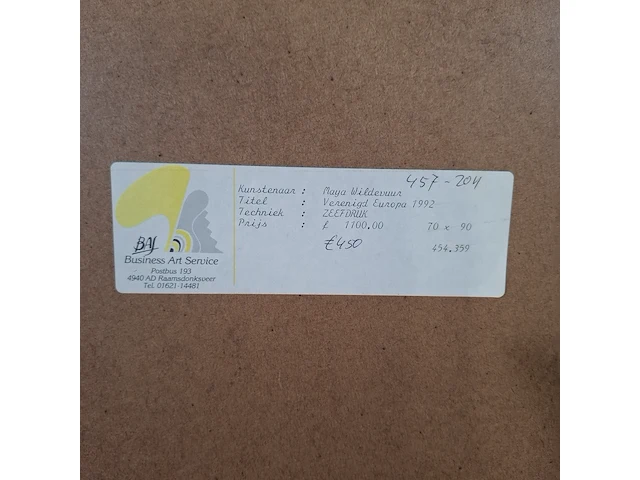 457-204
Kunstenaar : Maya Wildevuur
Titel : Verenigd Europa 1992
Techniek : ZEEFDRUK
Prijs : f 1100.00 70 x 90
€450 454.359
BAS
Business Art Service
Postbus 193
4940 AD Raamsdonksveer
Tel. 01621-14481